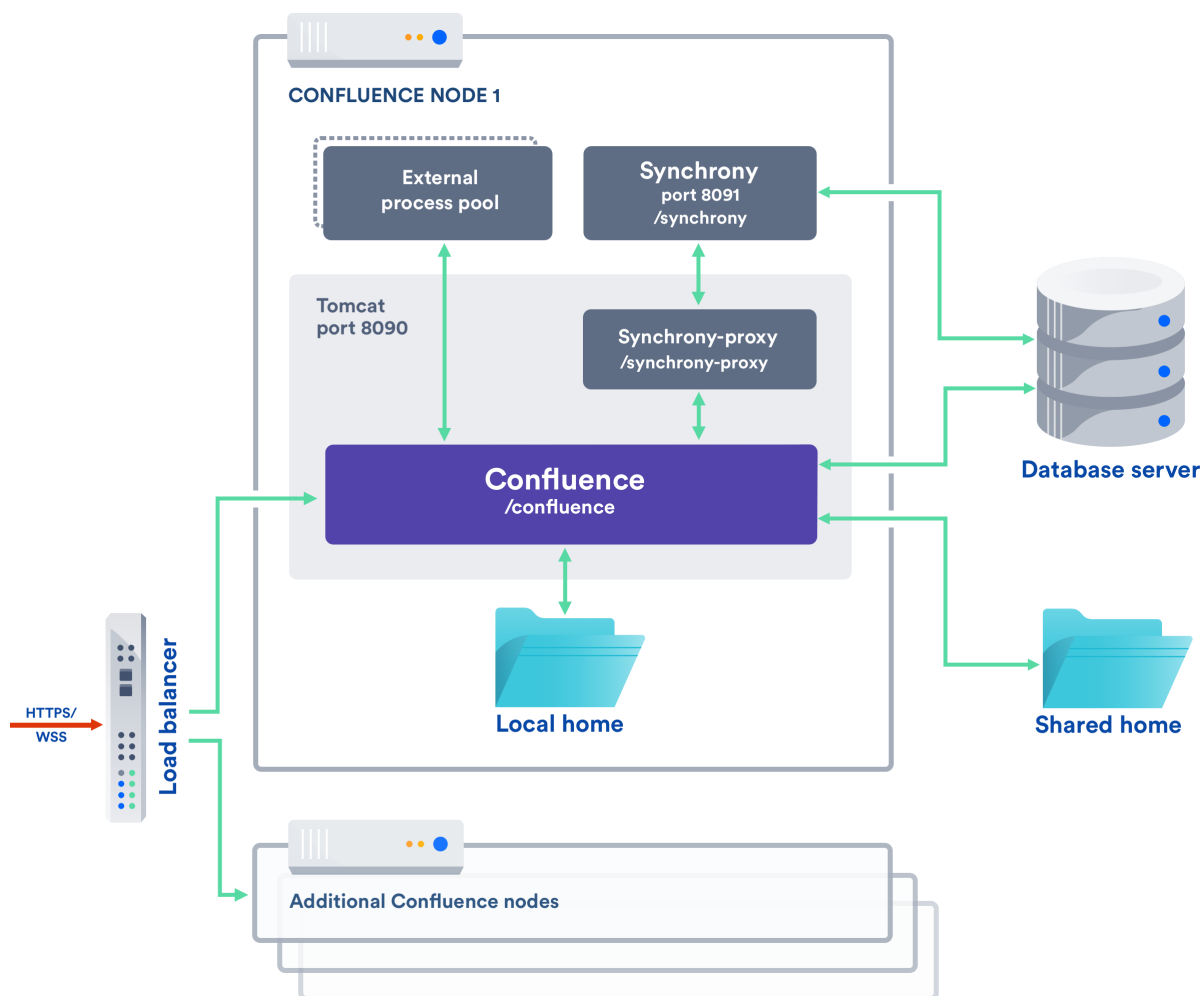 CONFLUENCE NODE 1
External
process pool
Synchrony
port 8091
/synchrony
Tomcat
port 8090
Synchrony-proxy
/synchrony-proxy
Confluence
/confluence
Database server
Local home
Shared home
HTTPS/
WSS
Load balancer
Additional Confluence nodes